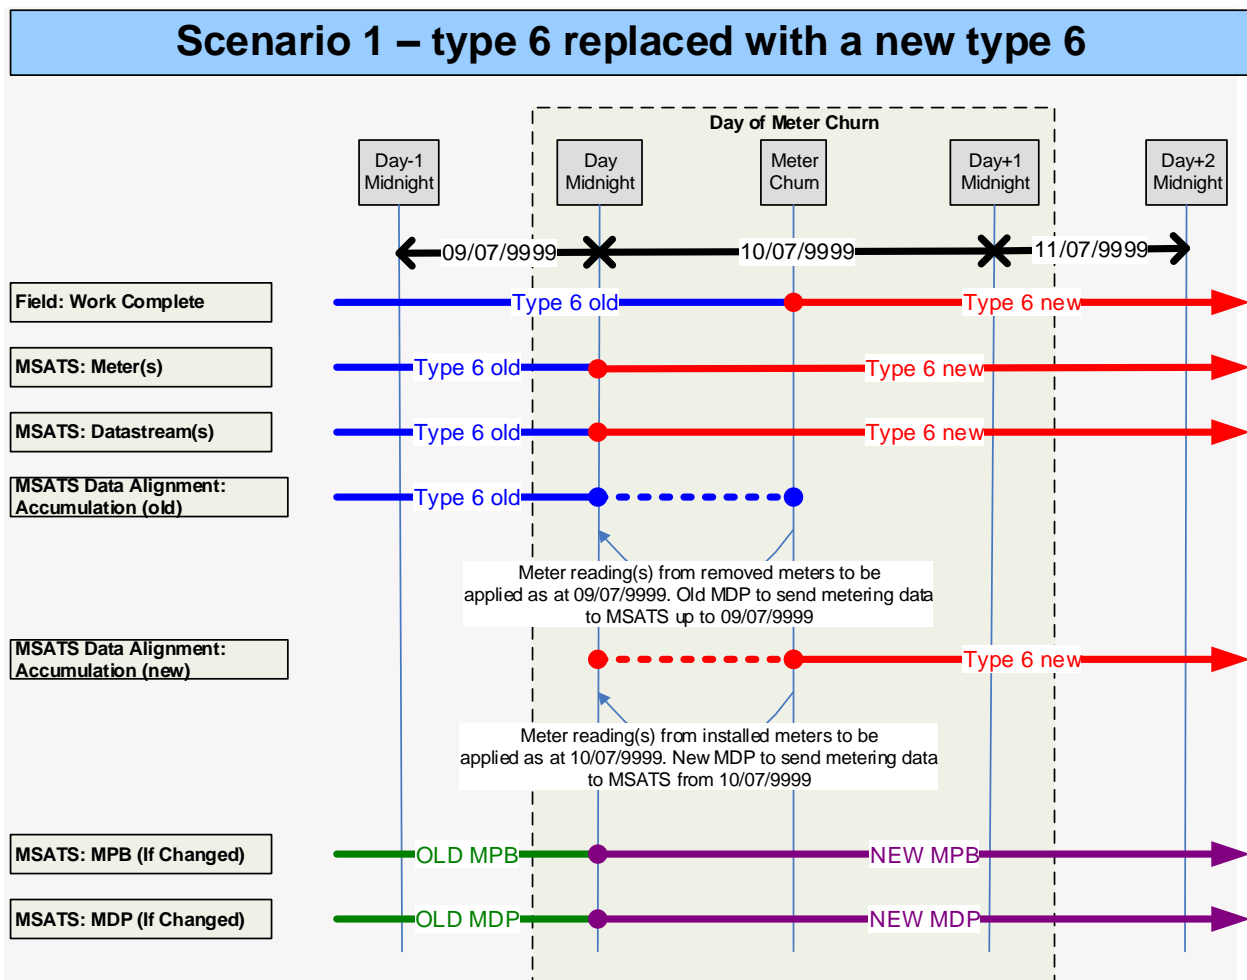 Scenario 1 – type 6 replaced with a new type 6
Day of Meter Churn
Day-1
Midnight
Day
Midnight
Meter
Churn
Day+1
Midnight
Day+2
Midnight
09/07/9999
10/07/9999
11/07/9999
Field: Work Complete
Type 6 old
Type 6 new
MSATS: Meter(s)
Type 6 old
Type 6 new
MSATS: Datastream(s)
Type 6 old
Type 6 new
MSATS Data Alignment:
Accumulation (old)
Type 6 old
Meter reading(s) from removed meters to be
applied as at 09/07/9999. Old MDP to send metering data
to MSATS up to 09/07/9999
MSATS Data Alignment:
Accumulation (new)
Type 6 new
Meter reading(s) from installed meters to be
applied as at 10/07/9999. New MDP to send metering data
to MSATS from 10/07/9999
MSATS: MPB (If Changed)
OLD MPB
NEW MPB
MSATS: MDP (If Changed)
OLD MDP
NEW MDP